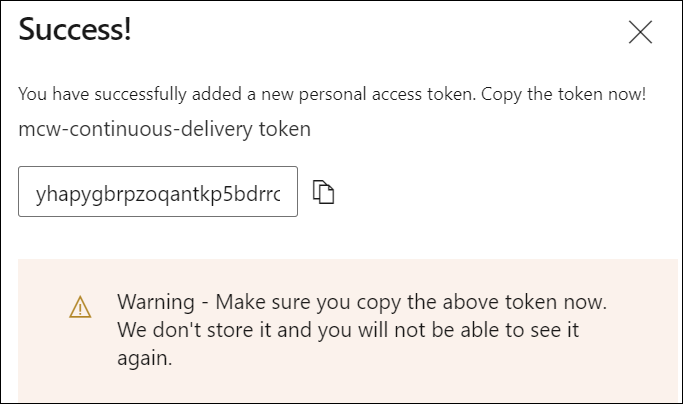 Success!
You have successfully added a new personal access token. Copy the token now!
mcw-continuous-delivery token
yhapygbrpzoqantkp5bdrrc
Warning - Make sure you copy the above token now.
We don't store it and you will not be able to see it
again.